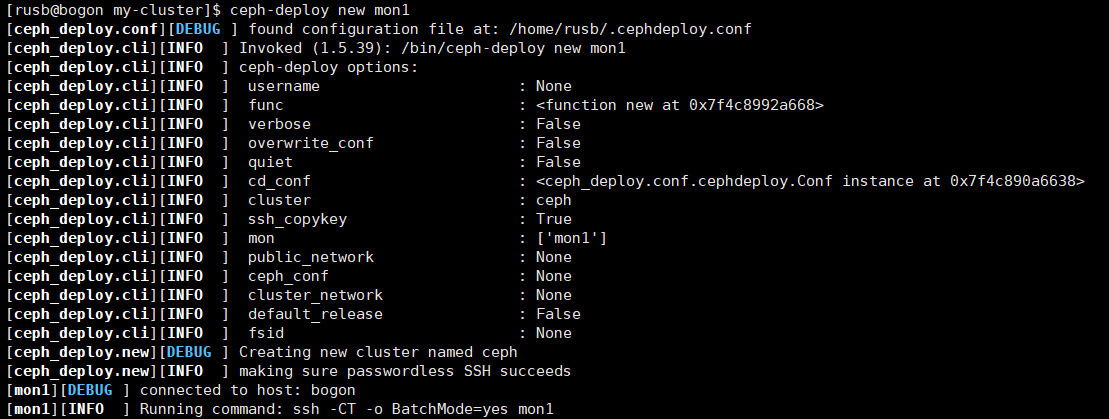 [rusb@bogon my-cluster]$ ceph-deploy new mon1
[ceph_deploy.conf][DEBUG ] found configuration file at: /home/rusb/.cephdeploy.conf
[ceph_deploy.cli][INFO  ] Invoked (1.5.39): /bin/ceph-deploy new mon1
[ceph_deploy.cli][INFO  ] ceph-deploy options:
[ceph_deploy.cli][INFO  ]  username                      : None
[ceph_deploy.cli][INFO  ]  func                          : <function new at 0x7f4c8992a668>
[ceph_deploy.cli][INFO  ]  verbose                       : False
[ceph_deploy.cli][INFO  ]  overwrite_conf                : False
[ceph_deploy.cli][INFO  ]  quiet                         : False
[ceph_deploy.cli][INFO  ]  cd_conf                       : <ceph_deploy.conf.cephdeploy.Conf instance at 0x7f4c890a6638>
[ceph_deploy.cli][INFO  ]  cluster                       : ceph
[ceph_deploy.cli][INFO  ]  ssh_copykey                   : True
[ceph_deploy.cli][INFO  ]  mon                           : ['mon1']
[ceph_deploy.cli][INFO  ]  public_network                : None
[ceph_deploy.cli][INFO  ]  ceph_conf                     : None
[ceph_deploy.cli][INFO  ]  cluster_network               : None
[ceph_deploy.cli][INFO  ]  default_release               : False
[ceph_deploy.cli][INFO  ]  fsid                          : None
[ceph_deploy.new][DEBUG ] Creating new cluster named ceph
[ceph_deploy.new][INFO  ] making sure passwordless SSH succeeds
[mon1][DEBUG ] connected to host: bogon
[mon1][INFO  ] Running command: ssh -CT -o BatchMode=yes mon1